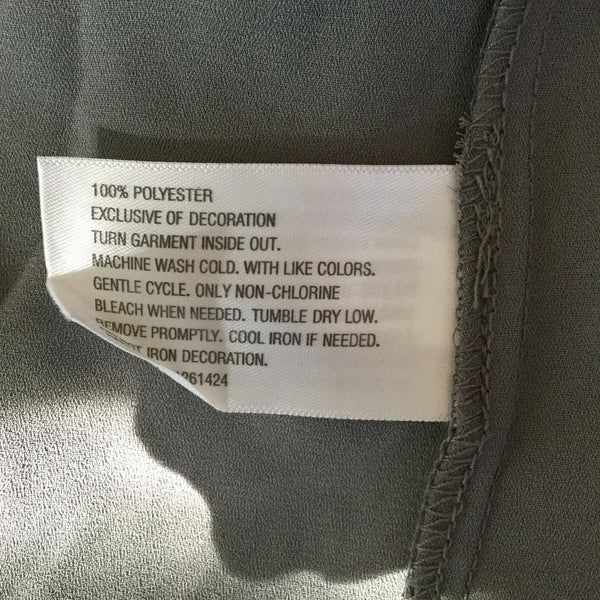 100% POLYESTER
EXCLUSIVE OF DECORATION
TURN GARMENT INSIDE OUT.
MACHINE WASH COLD. WITH LIKE COLORS.
GENTLE CYCLE. ONLY NON-CHLORINE
BLEACH WHEN NEEDED. TUMBLE DRY LOW.
REMOVE PROMPTLY. COOL IRON IF NEEDED.
IRON DECORATION.
261424